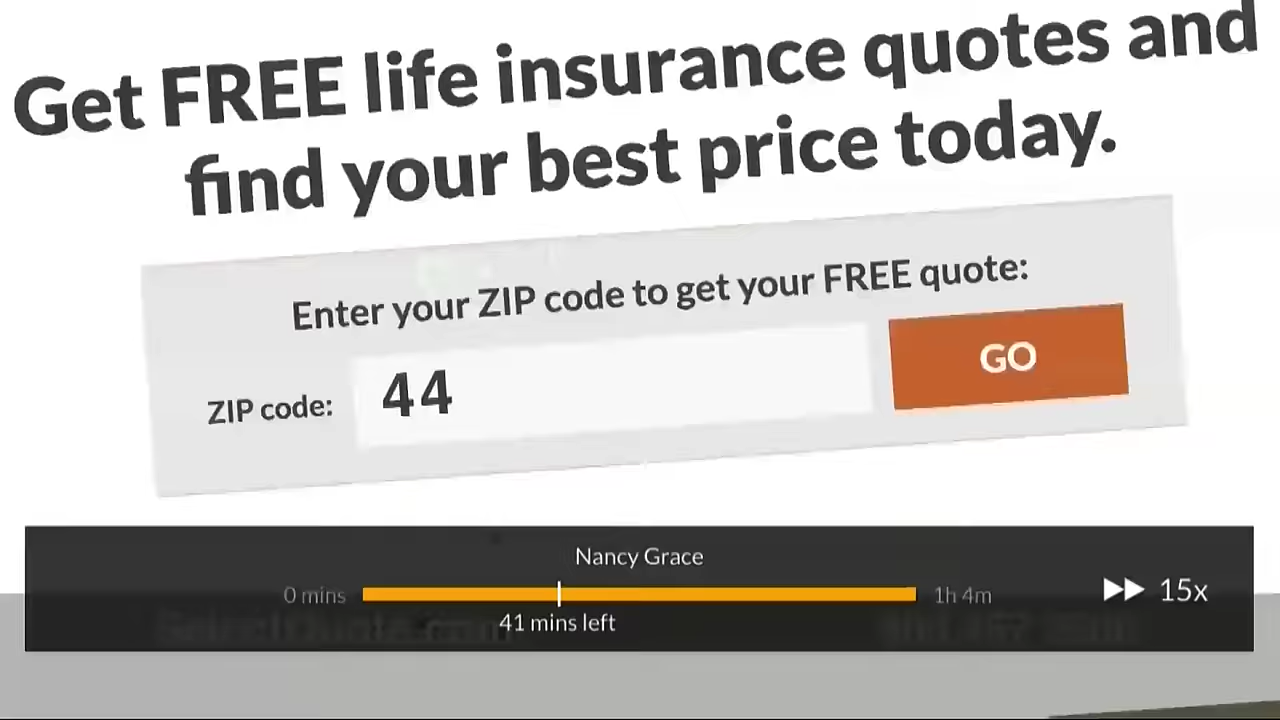 Get FREE life insurance quotes and
find your best price today.
Enter your ZIP code to get your FREE quote:
ZIP code: 44 GO
Nancy Grace
0 mins 1h 4m 15x
41 mins left